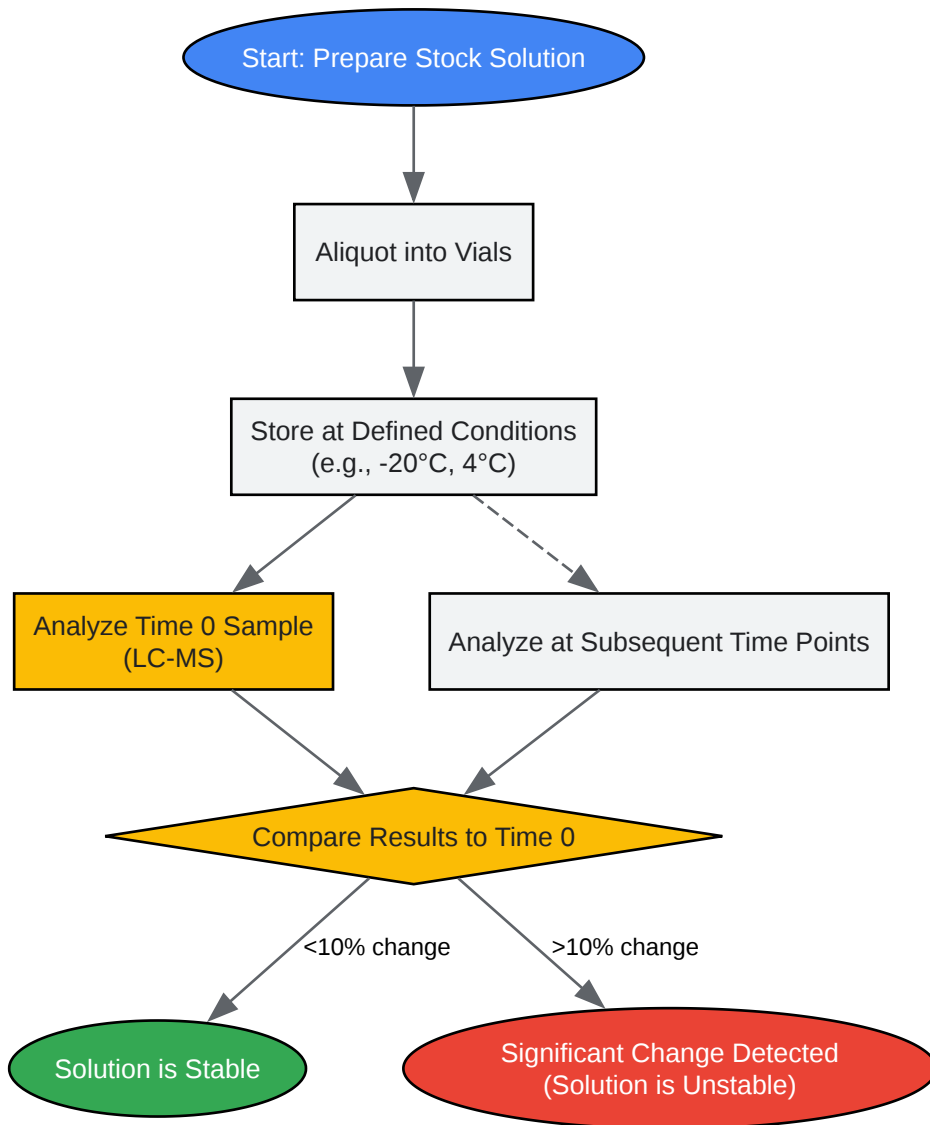 Start: Prepare Stock Solution
Aliquot into Vials
Store at Defined Conditions
(e.g., -20°C, 4°C)
Analyze Time 0 Sample
(LC-MS)
Analyze at Subsequent Time Points
Compare Results to Time 0
<10% change
>10% change
Solution is Stable
Significant Change Detected
(Solution is Unstable)